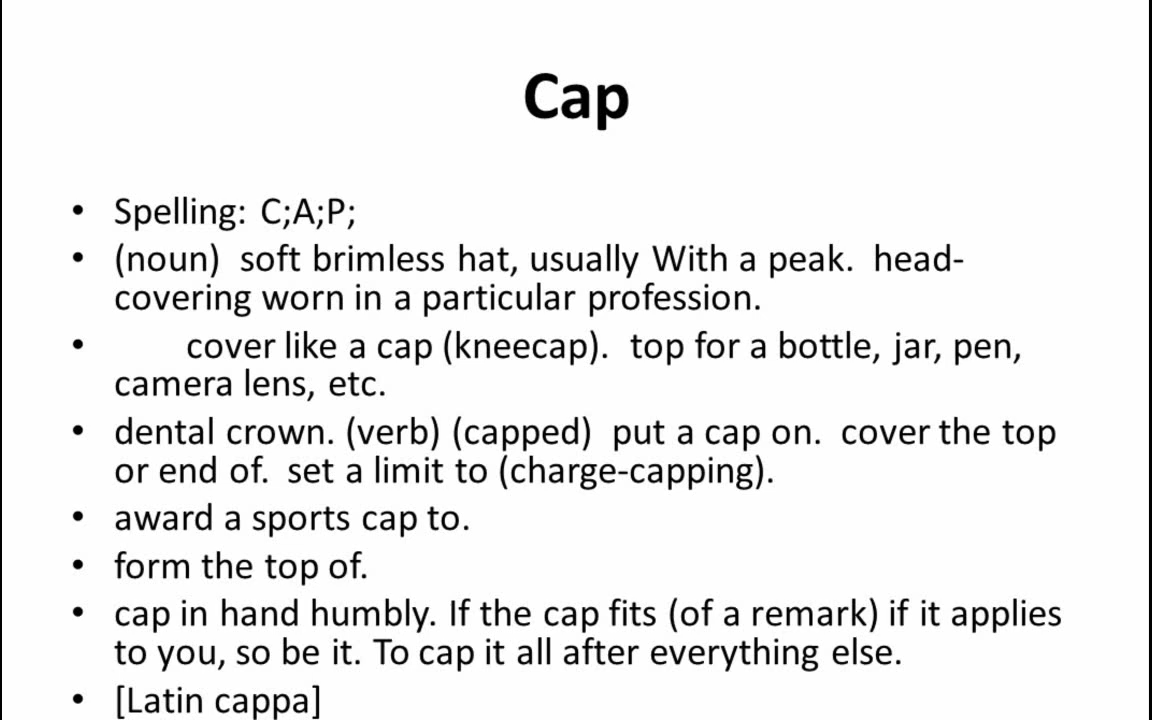 Cap
• Spelling: C;A;P;
• (noun) soft brimless hat, usually With a peak. head-
covering worn in a particular profession.
• cover like a cap (kneecap). top for a bottle, jar, pen,
camera lens, etc.
• dental crown. (verb) (capped) put a cap on. cover the top
or end of. set a limit to (charge-capping).
• award a sports cap to.
• form the top of.
• cap in hand humbly. If the cap fits (of a remark) if it applies
to you, so be it. To cap it all after everything else.
• [Latin cappa]